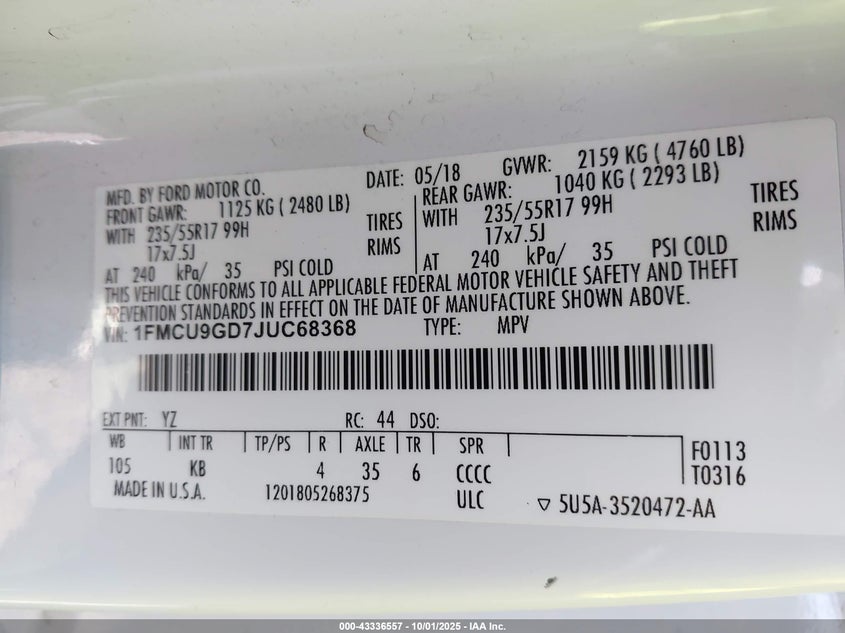 MFD. BY FORD MOTOR CO. DATE: 05/18 GVWR: 2159 KG ( 4760 LB)
FRONT GAWR: 1125 KG ( 2480 LB) REAR GAWR: 1040 KG ( 2293 LB)
WITH 235/55R17 99H TIRES WITH 235/55R17 99H TIRES
17x7.5J RIMS 17x7.5J RIMS
AT 240 kPa/ 35 PSI COLD AT 240 kPa/ 35 PSI COLD
THIS VEHICLE CONFORMS TO ALL APPLICABLE FEDERAL MOTOR VEHICLE SAFETY AND THEFT
PREVENTION STANDARDS IN EFFECT ON THE DATE OF MANUFACTURE SHOWN ABOVE.
VIN: 1FMCU9GD7JUC68368 TYPE: MPV
EXT PNT: YZ RC: 44 DSO:
WB INT TR TP/PS R AXLE TR SPR F0113
105 KB 4 35 6 CCCC T0316
MADE IN U.S.A. 1201805268375 ULC ▽ 5U5A-3520472-AA
000-43336557 - 10/01/2025 - IAA Inc.